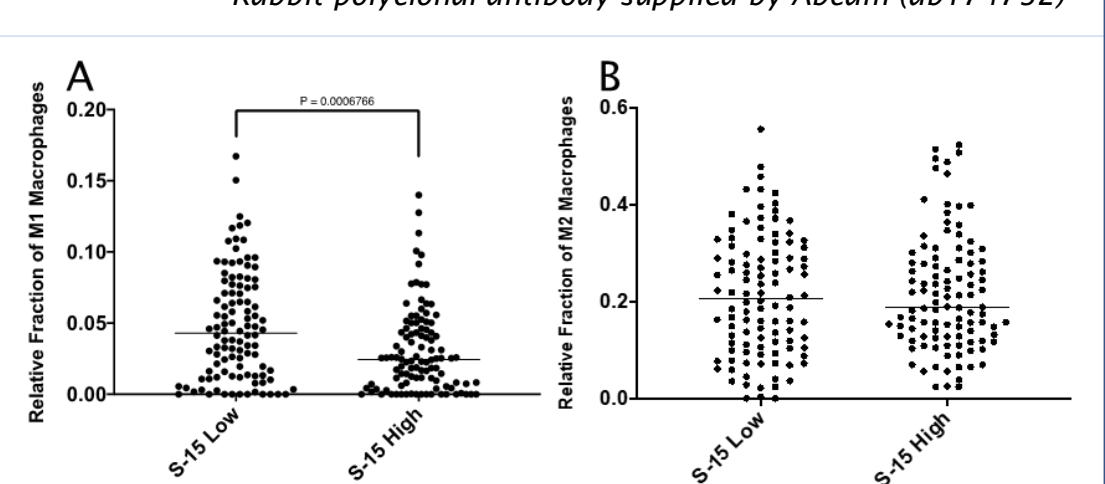 Rabbit polyclonal antibody supplied by Abcam (ab174732)
A
B
P = 0.0006766
Relative Fraction of M1 Macrophages
0.20
0.15
0.10
0.05
0.00
S-15 Low
S-15 High
Relative Fraction of M2 Macrophages
0.6
0.4
0.2
0.0
S-15 Low
S-15 High